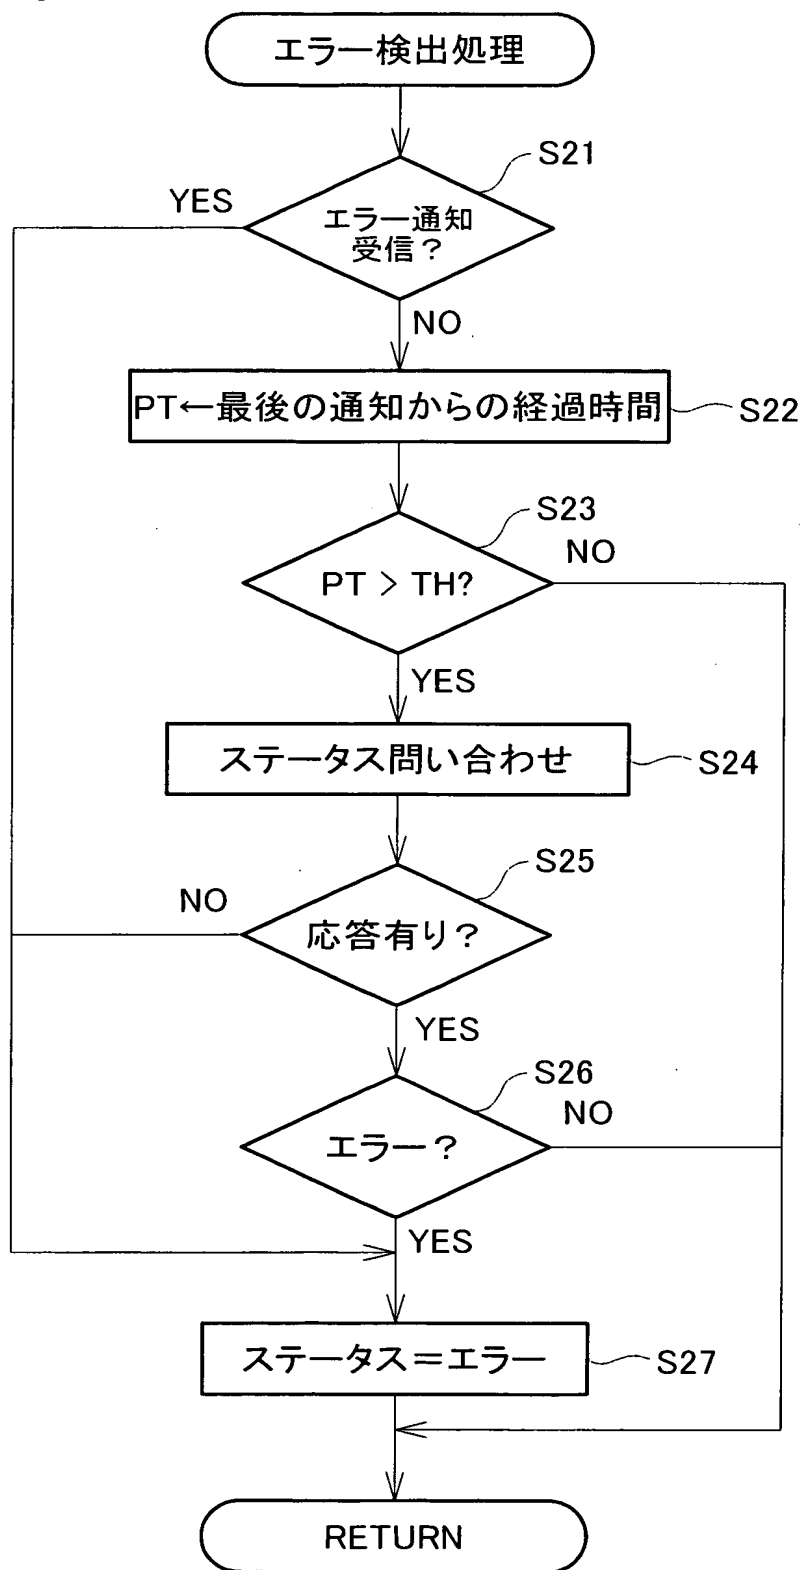 エラー検出処理
S21
YES
エラー通知
受信？
NO
PT←最後の通知からの経過時間
S22
S23
NO
PT > TH?
YES
ステータス問い合わせ
S24
S25
NO
応答有り？
YES
S26
NO
エラー？
YES
ステータス＝エラー
S27
RETURN